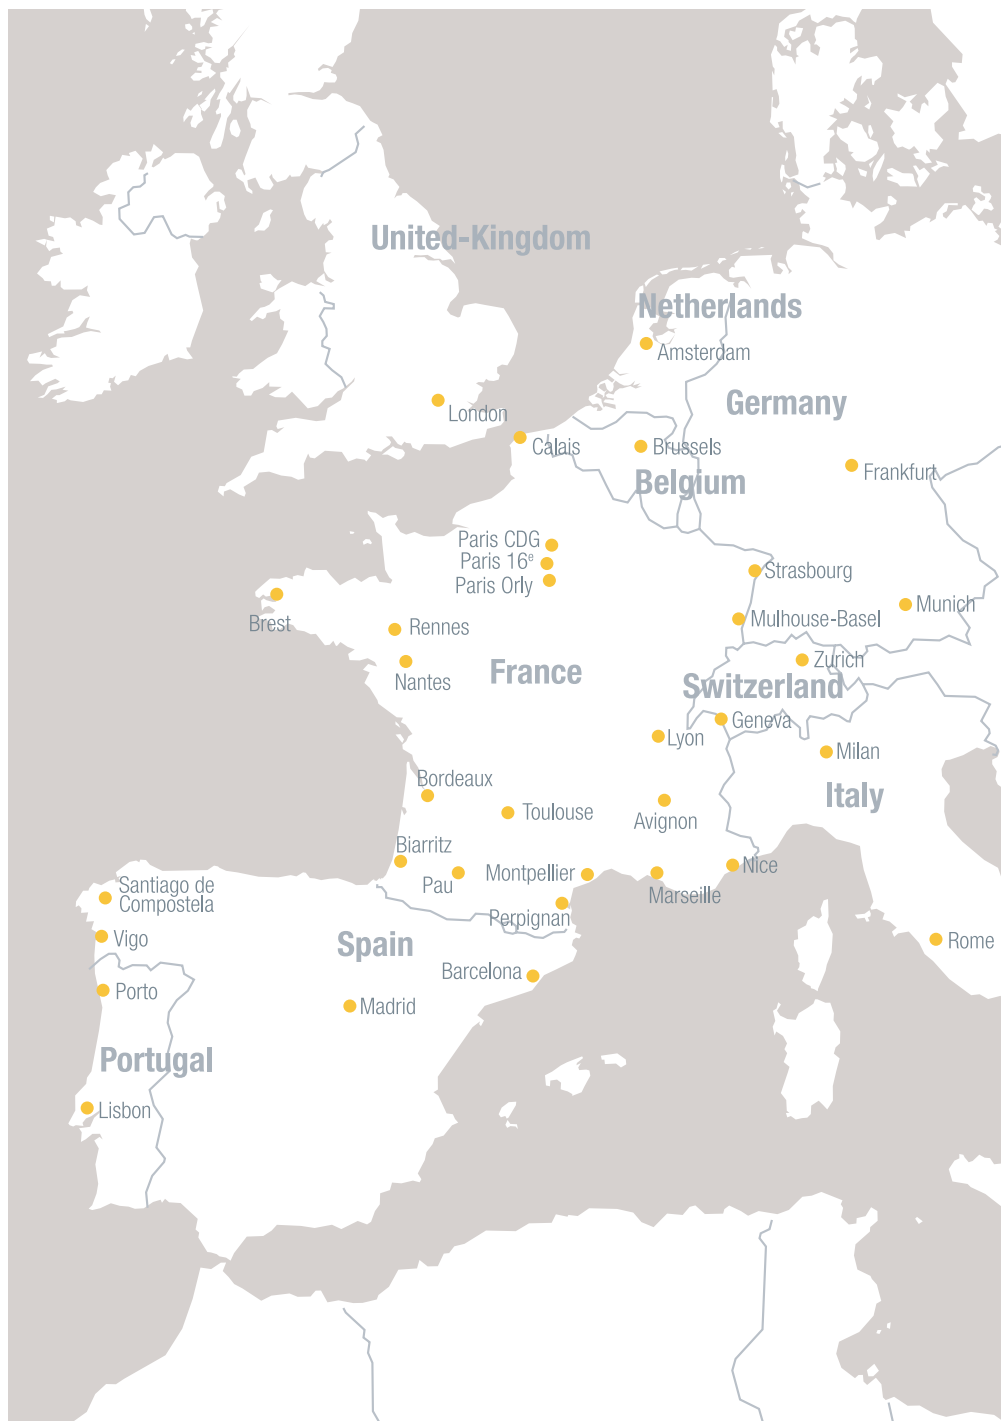 United-Kingdom
Netherlands
Amsterdam
Germany
London
Calais
Brussels
Frankfurt
Belgium
Paris CDG
Paris 16e
Paris Orly
Strasbourg
Munich
Brest
Mulhouse-Basel
Rennes
Zurich
Nantes
France
Switzerland
Geneva
Lyon
Milan
Bordeaux
Italy
Toulouse
Avignon
Biarritz
Nice
Montpellier
Pau
Marseille
Santiago de
Compostela
Perpignan
Vigo
Spain
Rome
Barcelona
Porto
Madrid
Portugal
Lisbon